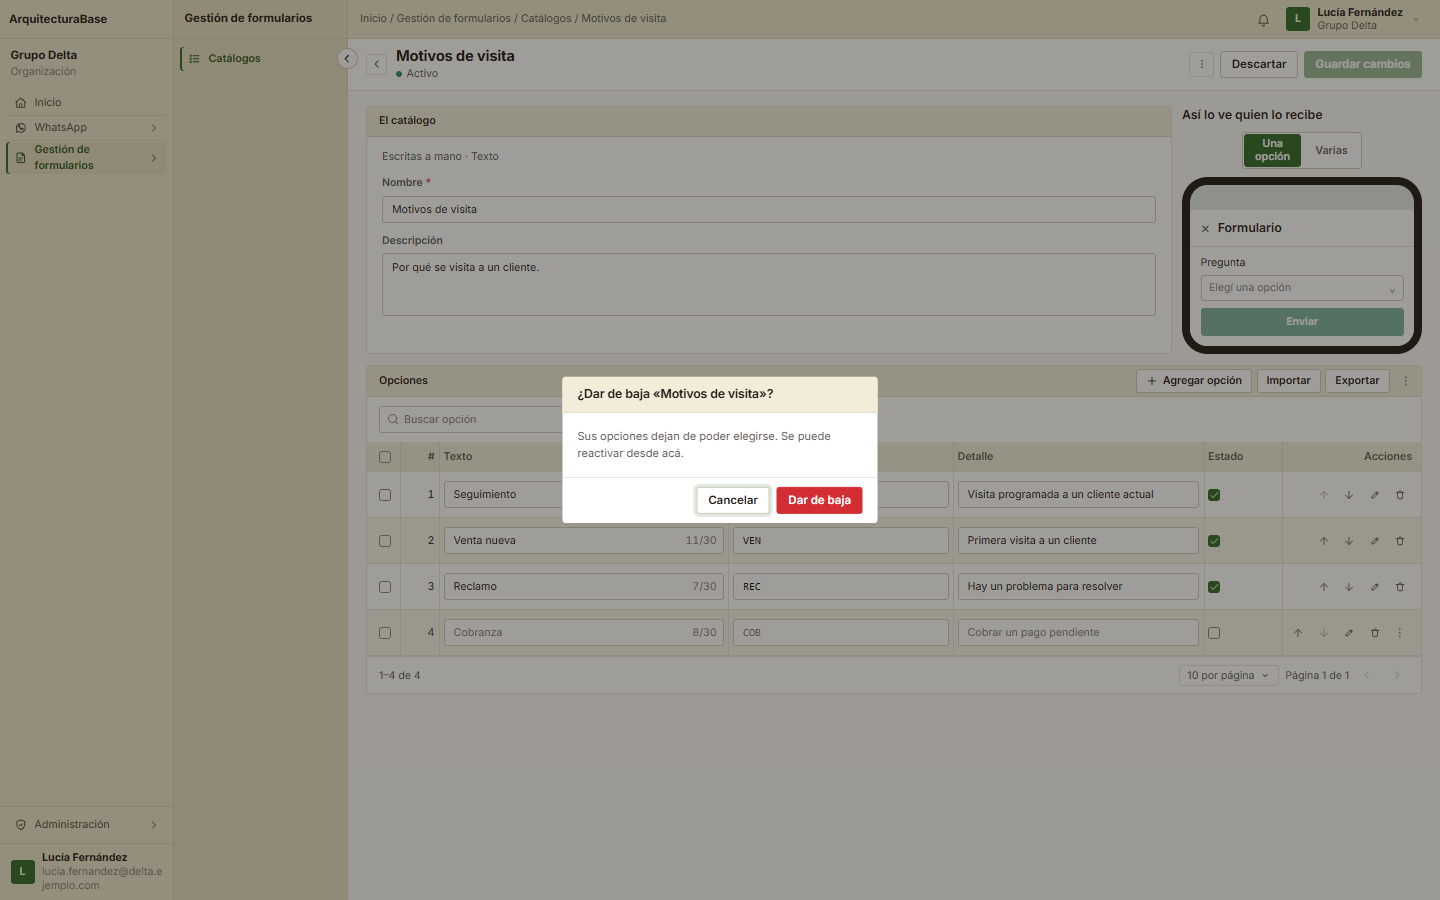 ArquitecturaBase
Gestión de formularios
Inicio / Gestión de formularios / Catálogos / Motivos de visita
L
Lucía Fernández
Grupo Delta
Grupo Delta
Organización
Inicio
WhatsApp
Gestión de
formularios
Catálogos
Motivos de visita
Activo
Descartar
Guardar cambios
El catálogo
Escritas a mano · Texto
Nombre *
Motivos de visita
Descripción
Por qué se visita a un cliente.
Así lo ve quien lo recibe
Una
opción
Varias
Formulario
Pregunta
Elegí una opción
Enviar
Opciones
Agregar opción
Importar
Exportar
Buscar opción
# Texto Detalle Estado Acciones
1 Seguimiento Visita programada a un cliente actual
2 Venta nueva 11/30 VEN Primera visita a un cliente
3 Reclamo 7/30 REC Hay un problema para resolver
4 Cobranza 8/30 COB Cobrar un pago pendiente
1–4 de 4
10 por página
Página 1 de 1
¿Dar de baja «Motivos de visita»?
Sus opciones dejan de poder elegirse. Se puede
reactivar desde acá.
Cancelar
Dar de baja
Administración
L
Lucía Fernández
lucia.fernandez@delta.e
jemplo.com